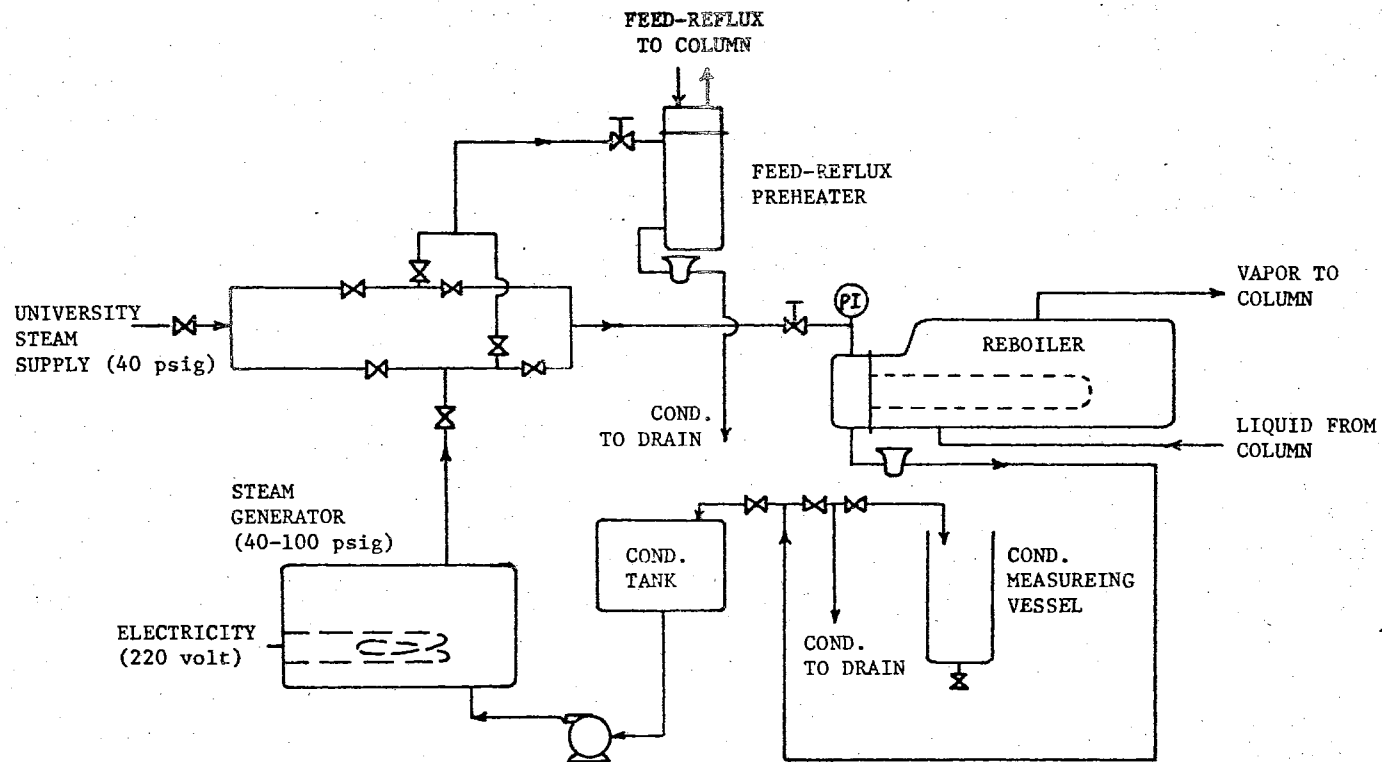 FEED-REFLUX
TO COLUMN
FEED-REFLUX
PREHEATER
UNIVERSITY
STEAM
SUPPLY (40 psig)
PI
VAPOR TO
COLUMN
REBOILER
COND.
TO DRAIN
LIQUID FROM
COLUMN
STEAM
GENERATOR
(40-100 psig)
COND.
TANK
COND.
MEASUREING
VESSEL
ELECTRICITY
(220 volt)
COND.
TO DRAIN